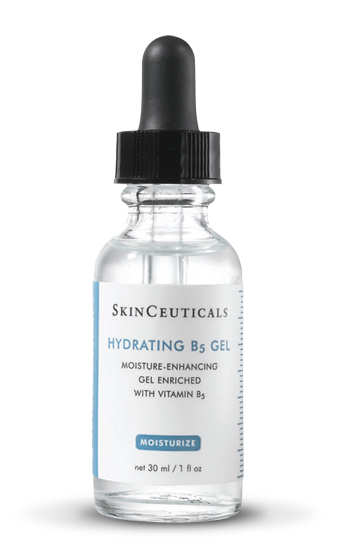 SKINCEUTICALS
HYDRATING B5 GEL
MOISTURE-ENHANCING
GEL ENRICHED
WITH VITAMIN B5
MOISTURIZE
net 30 ml / 1 fl oz